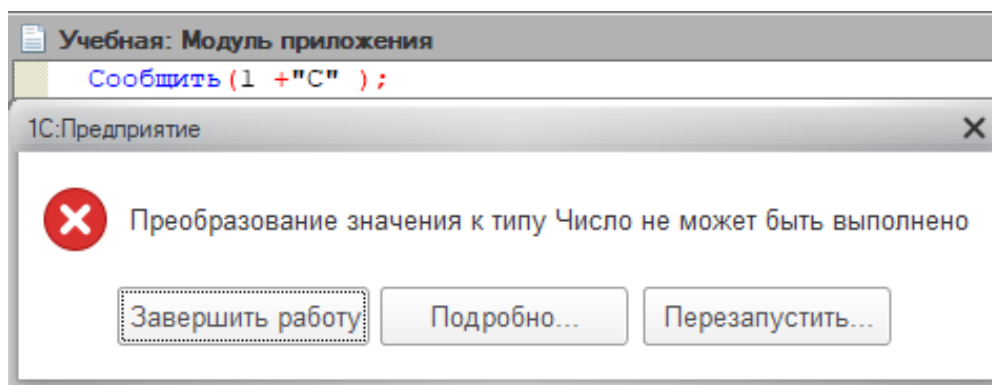 Учебная: Модуль приложения
Сообщить(1 +"С" );
1С:Предприятие
Преобразование значения к типу Число не может быть выполнено
Завершить работу Подробно... Перезапустить...